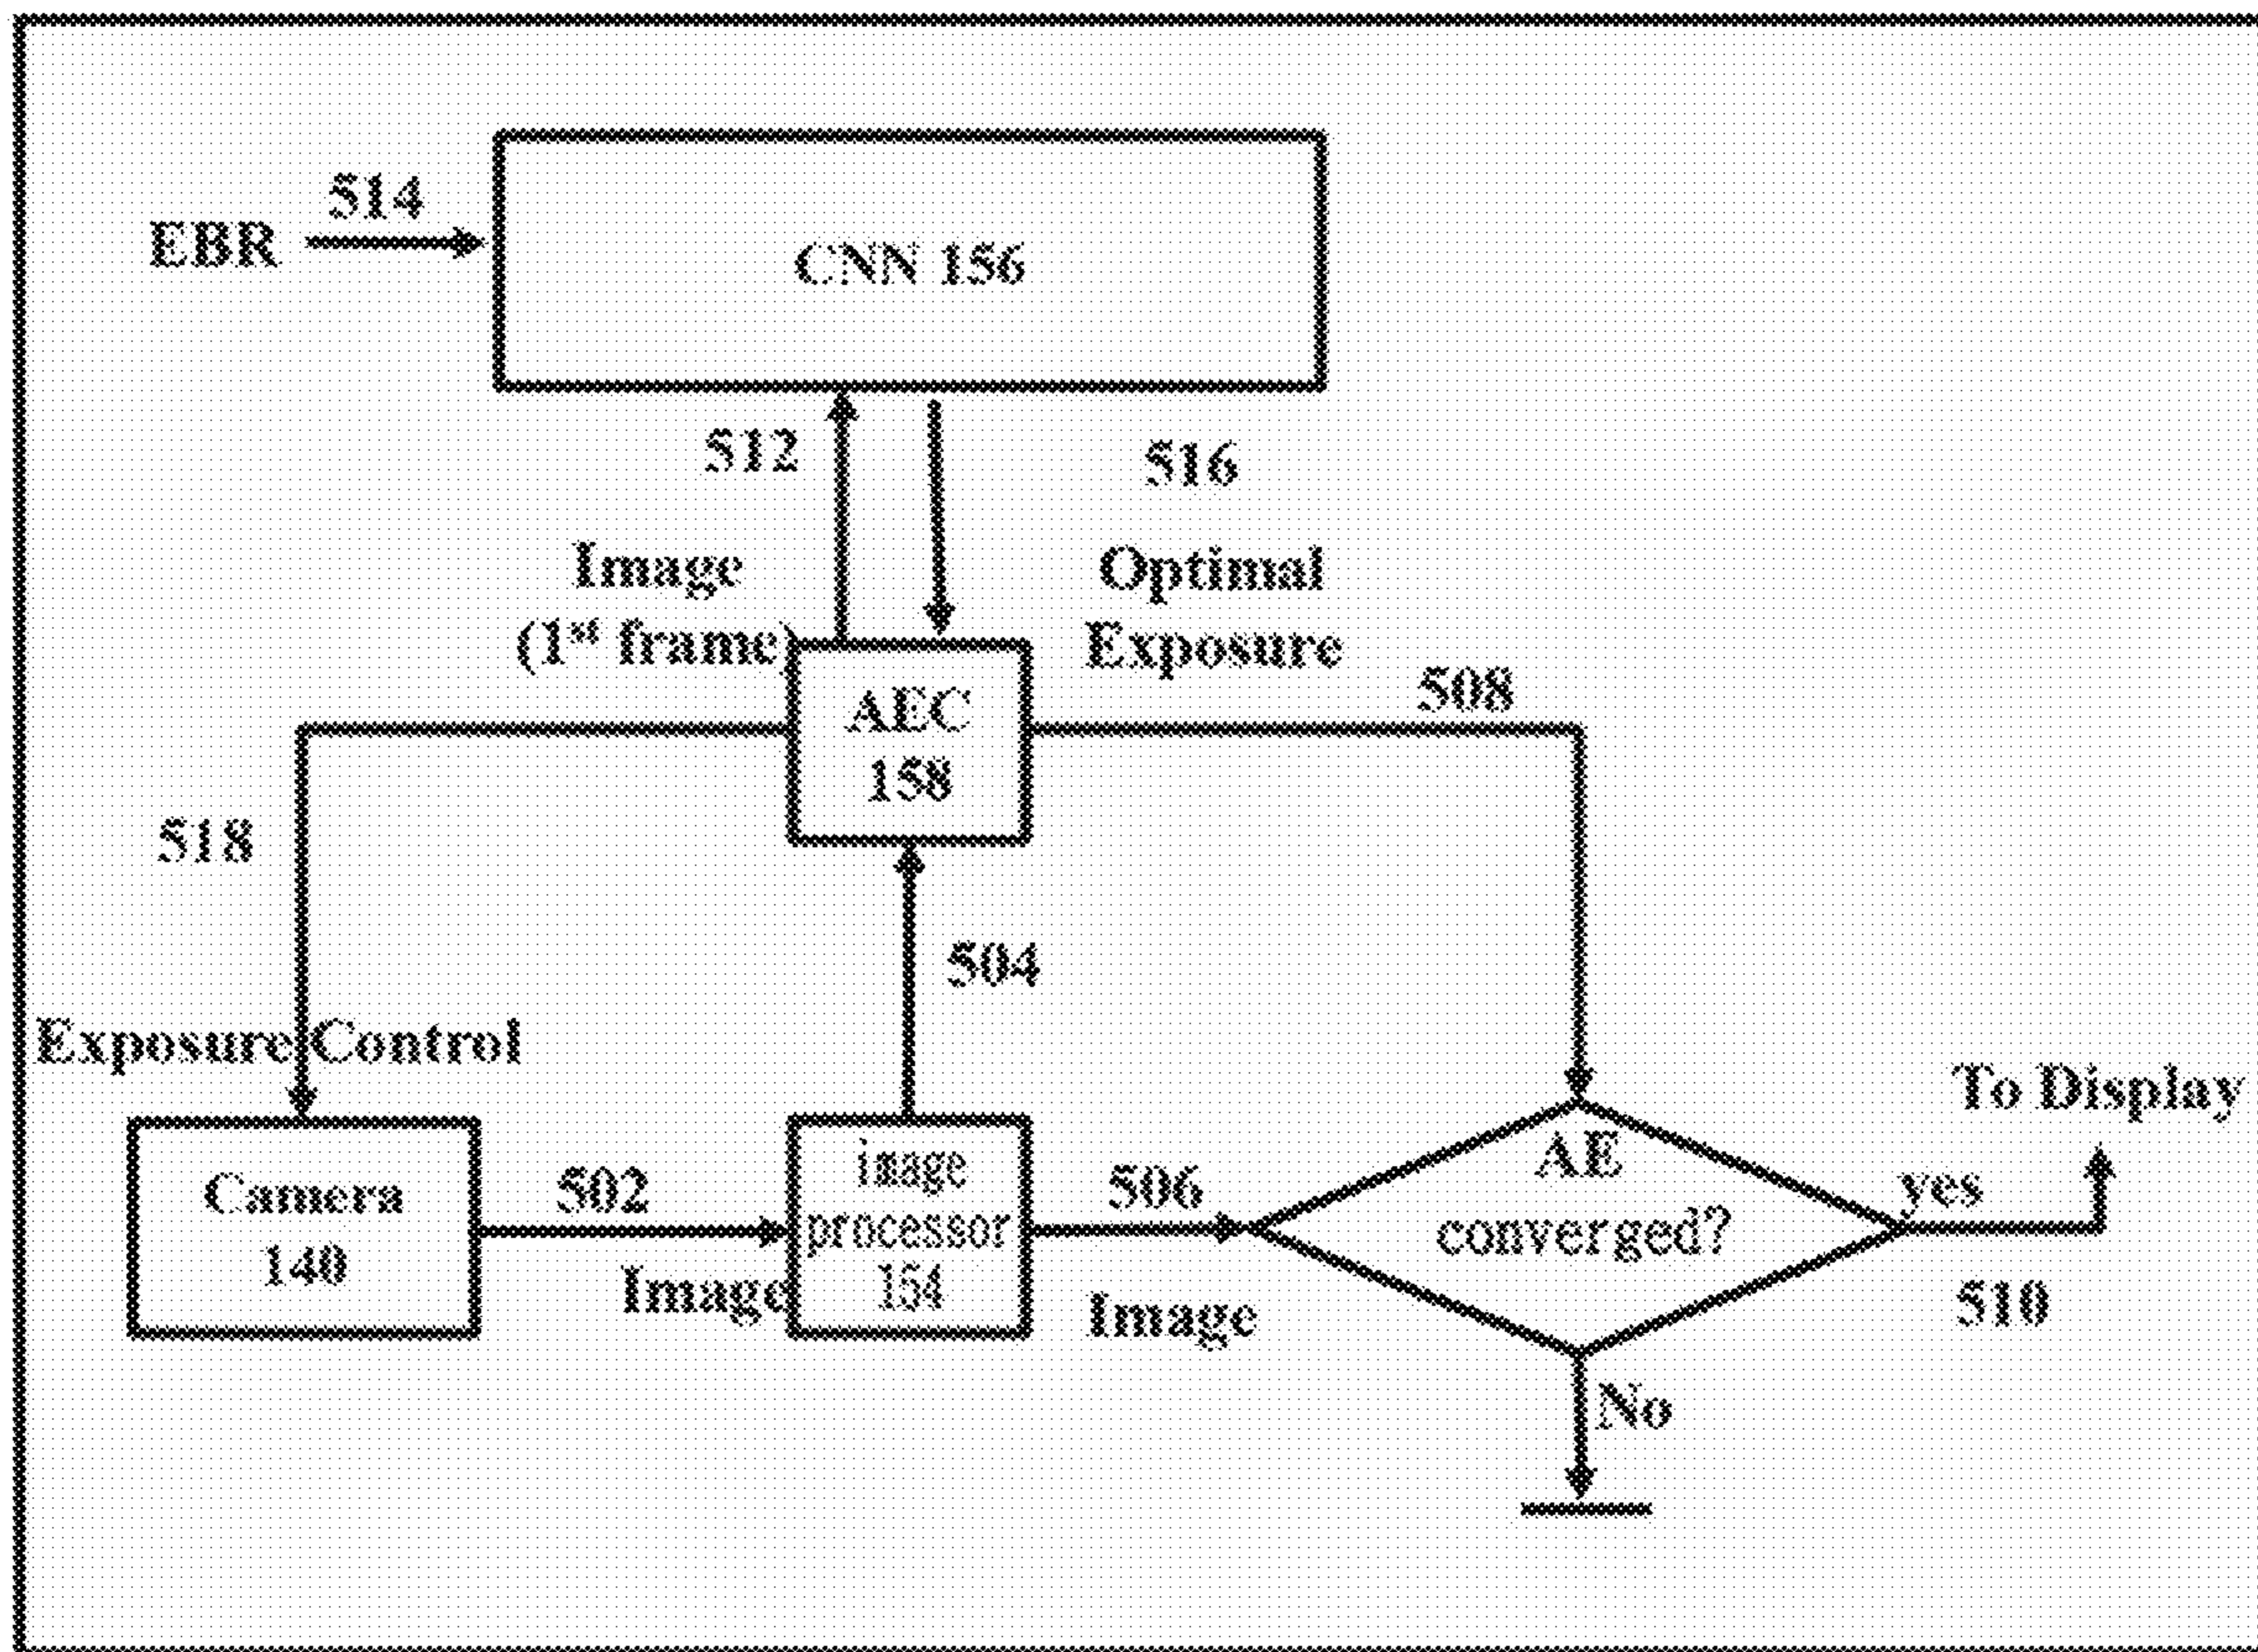 514
EBR
CNN 156
512
516
Image
(1st frame)
Optimal
Exposure
508
AEC
158
518
504
Exposure Control
To Display
Camera
140
502
Image
image
processor
154
506
Image
AE
converged?
yes
510
No